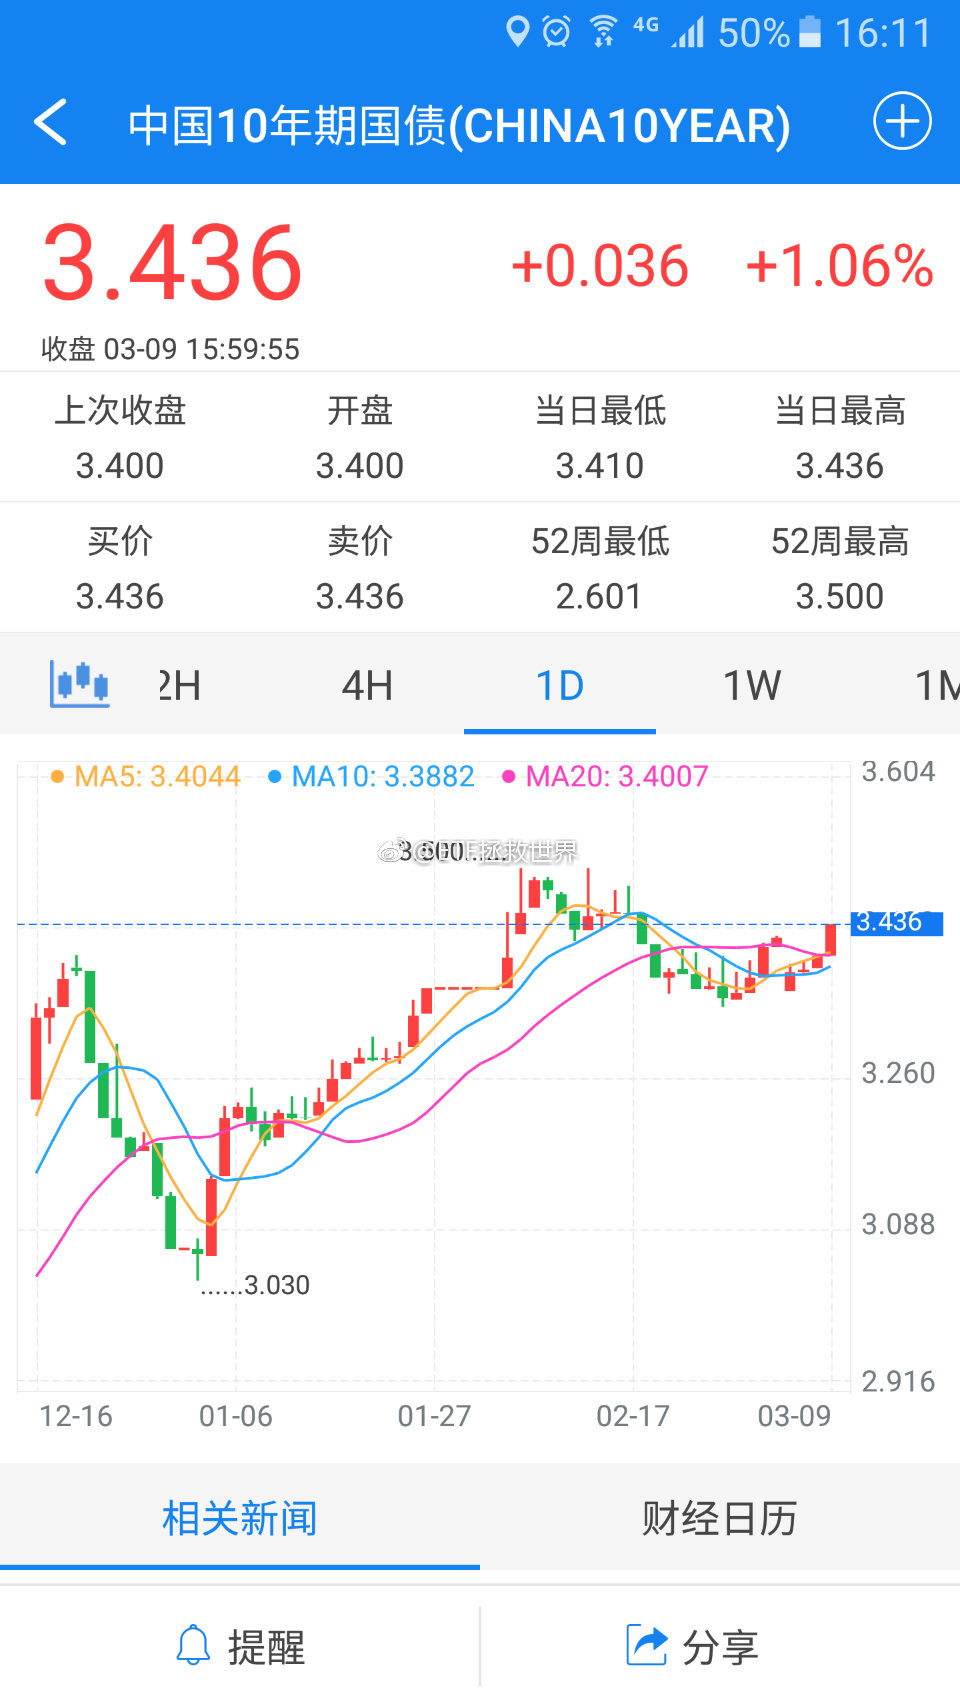 4G 50% 16:11
中国10年期国债(CHINA10YEAR)
3.436 +0.036 +1.06%
收盘 03-09 15:59:55
上次收盘 开盘 当日最低 当日最高
3.400 3.400 3.410 3.436
买价 卖价 52周最低 52周最高
3.436 3.436 2.601 3.500
2H 4H 1D 1W 1M
MA5: 3.4044 MA10: 3.3882 MA20: 3.4007
3.604
3.500......
拯救世界
3.436
3.260
3.088
......3.030
2.916
12-16 01-06 01-27 02-17 03-09
相关新闻 财经日历
提醒 分享